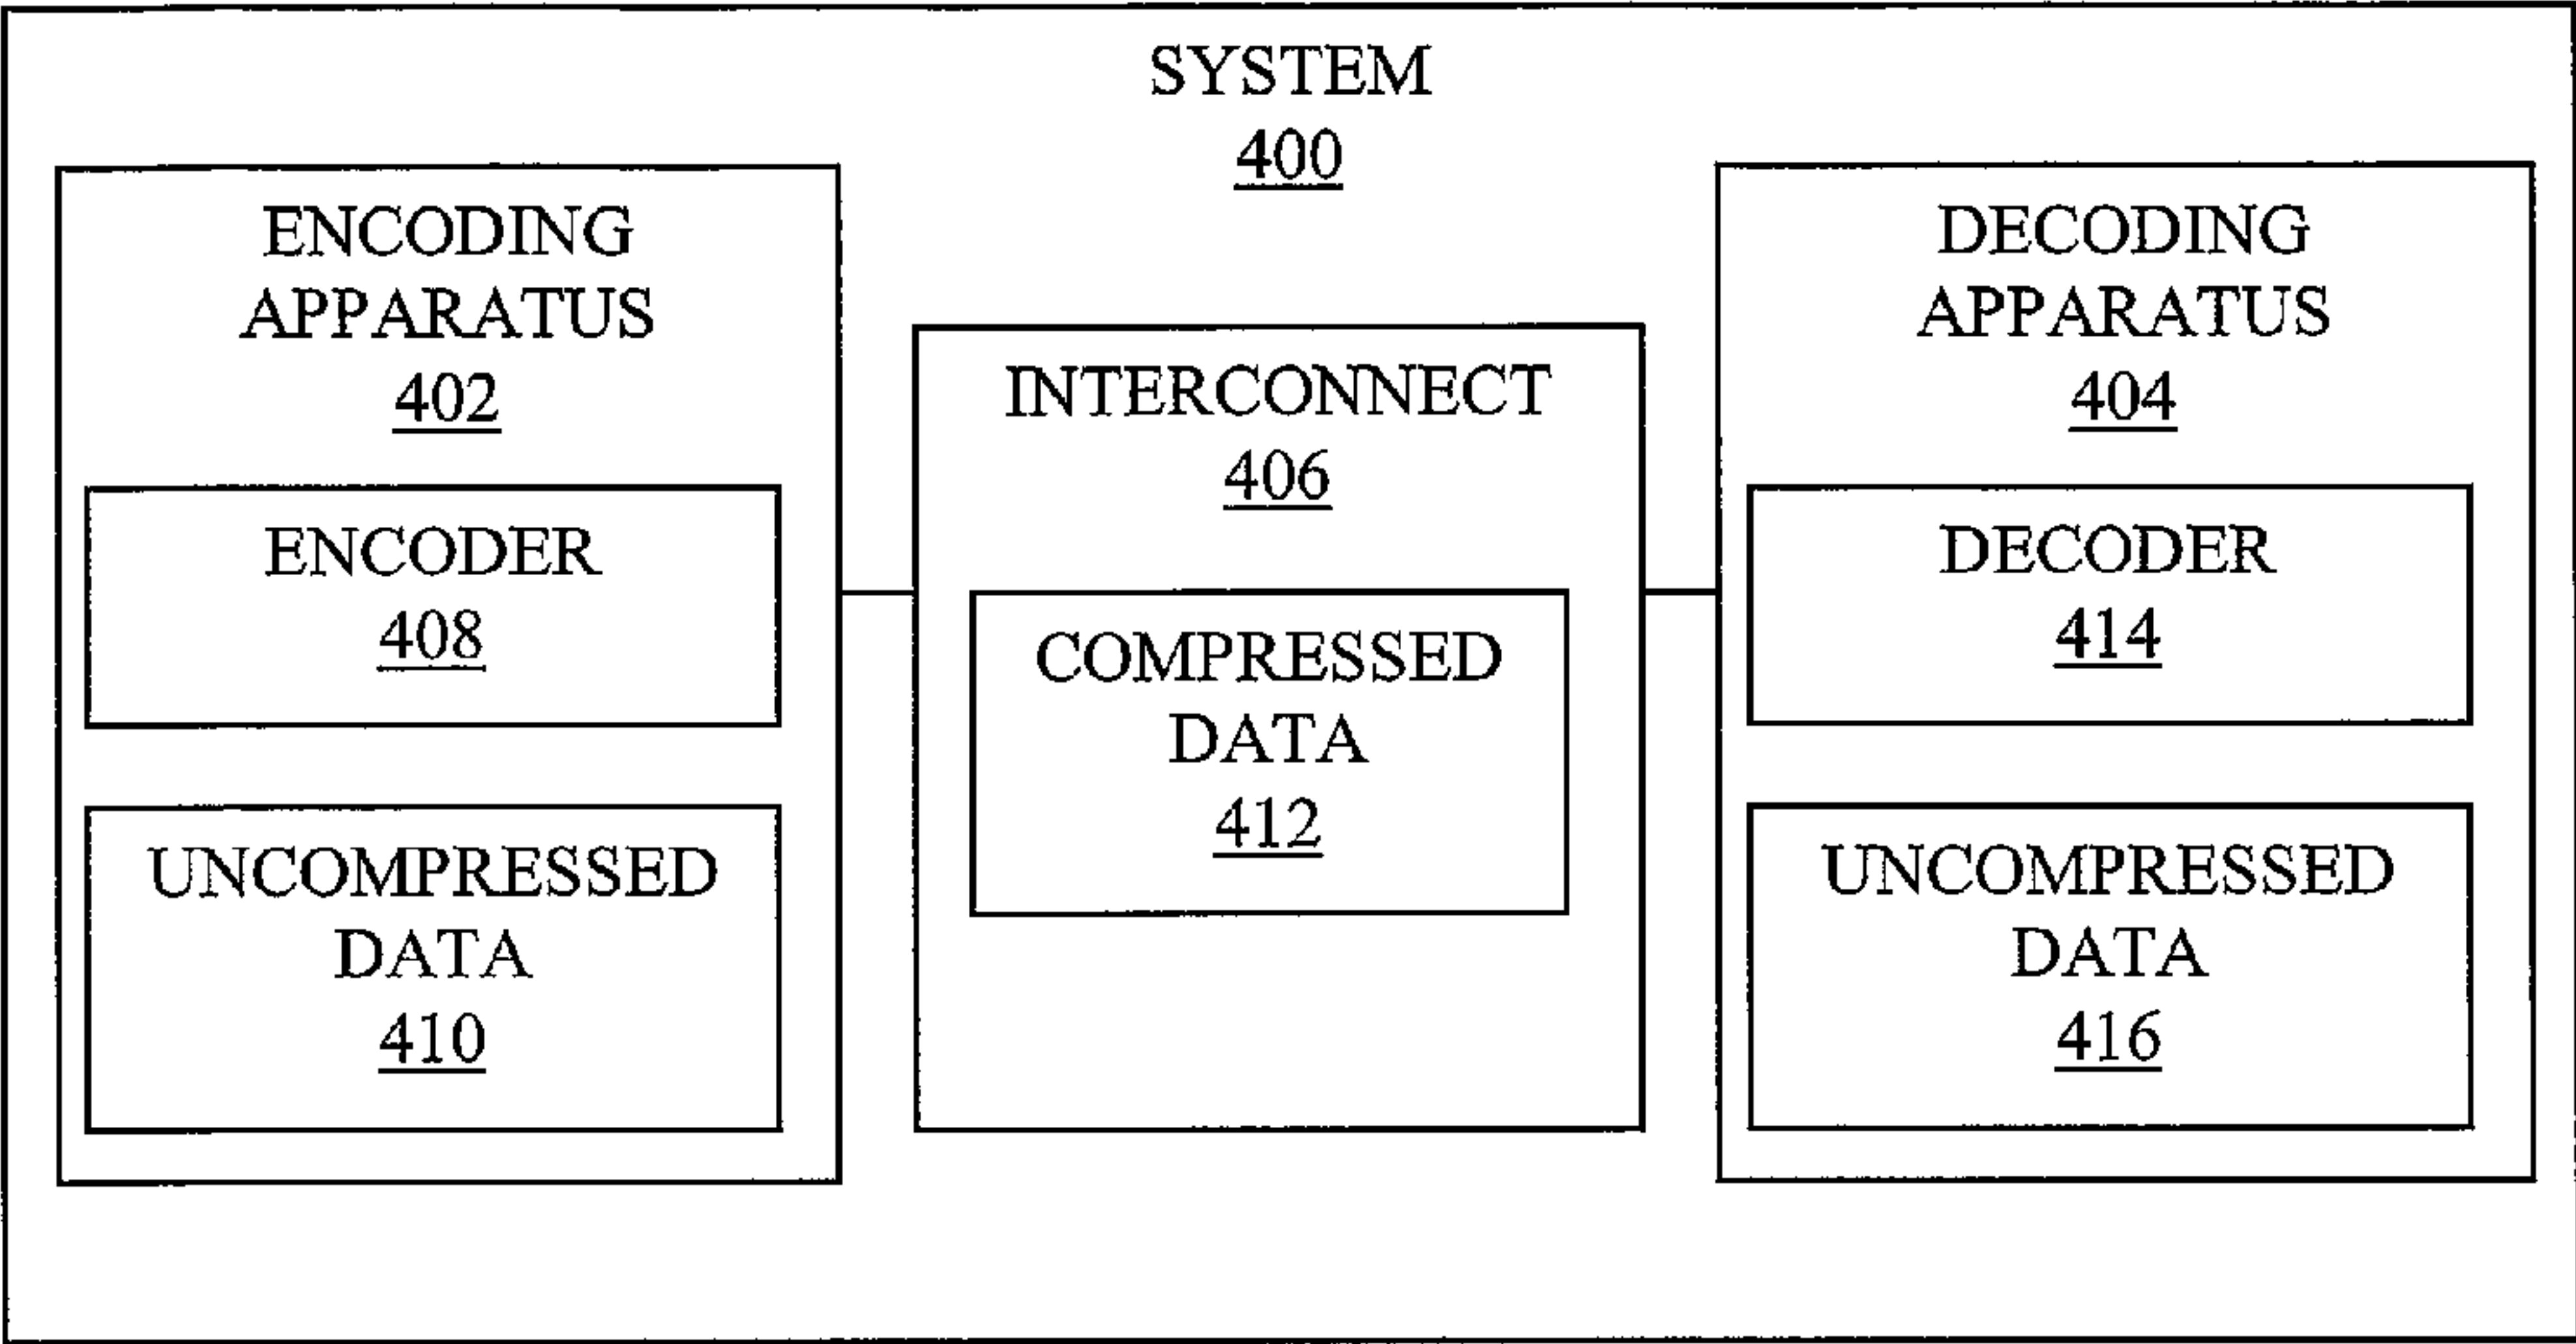 SYSTEM
400
ENCODING
APPARATUS
402
ENCODER
408
UNCOMPRESSED
DATA
410
INTERCONNECT
406
COMPRESSED
DATA
412
DECODING
APPARATUS
404
DECODER
414
UNCOMPRESSED
DATA
416